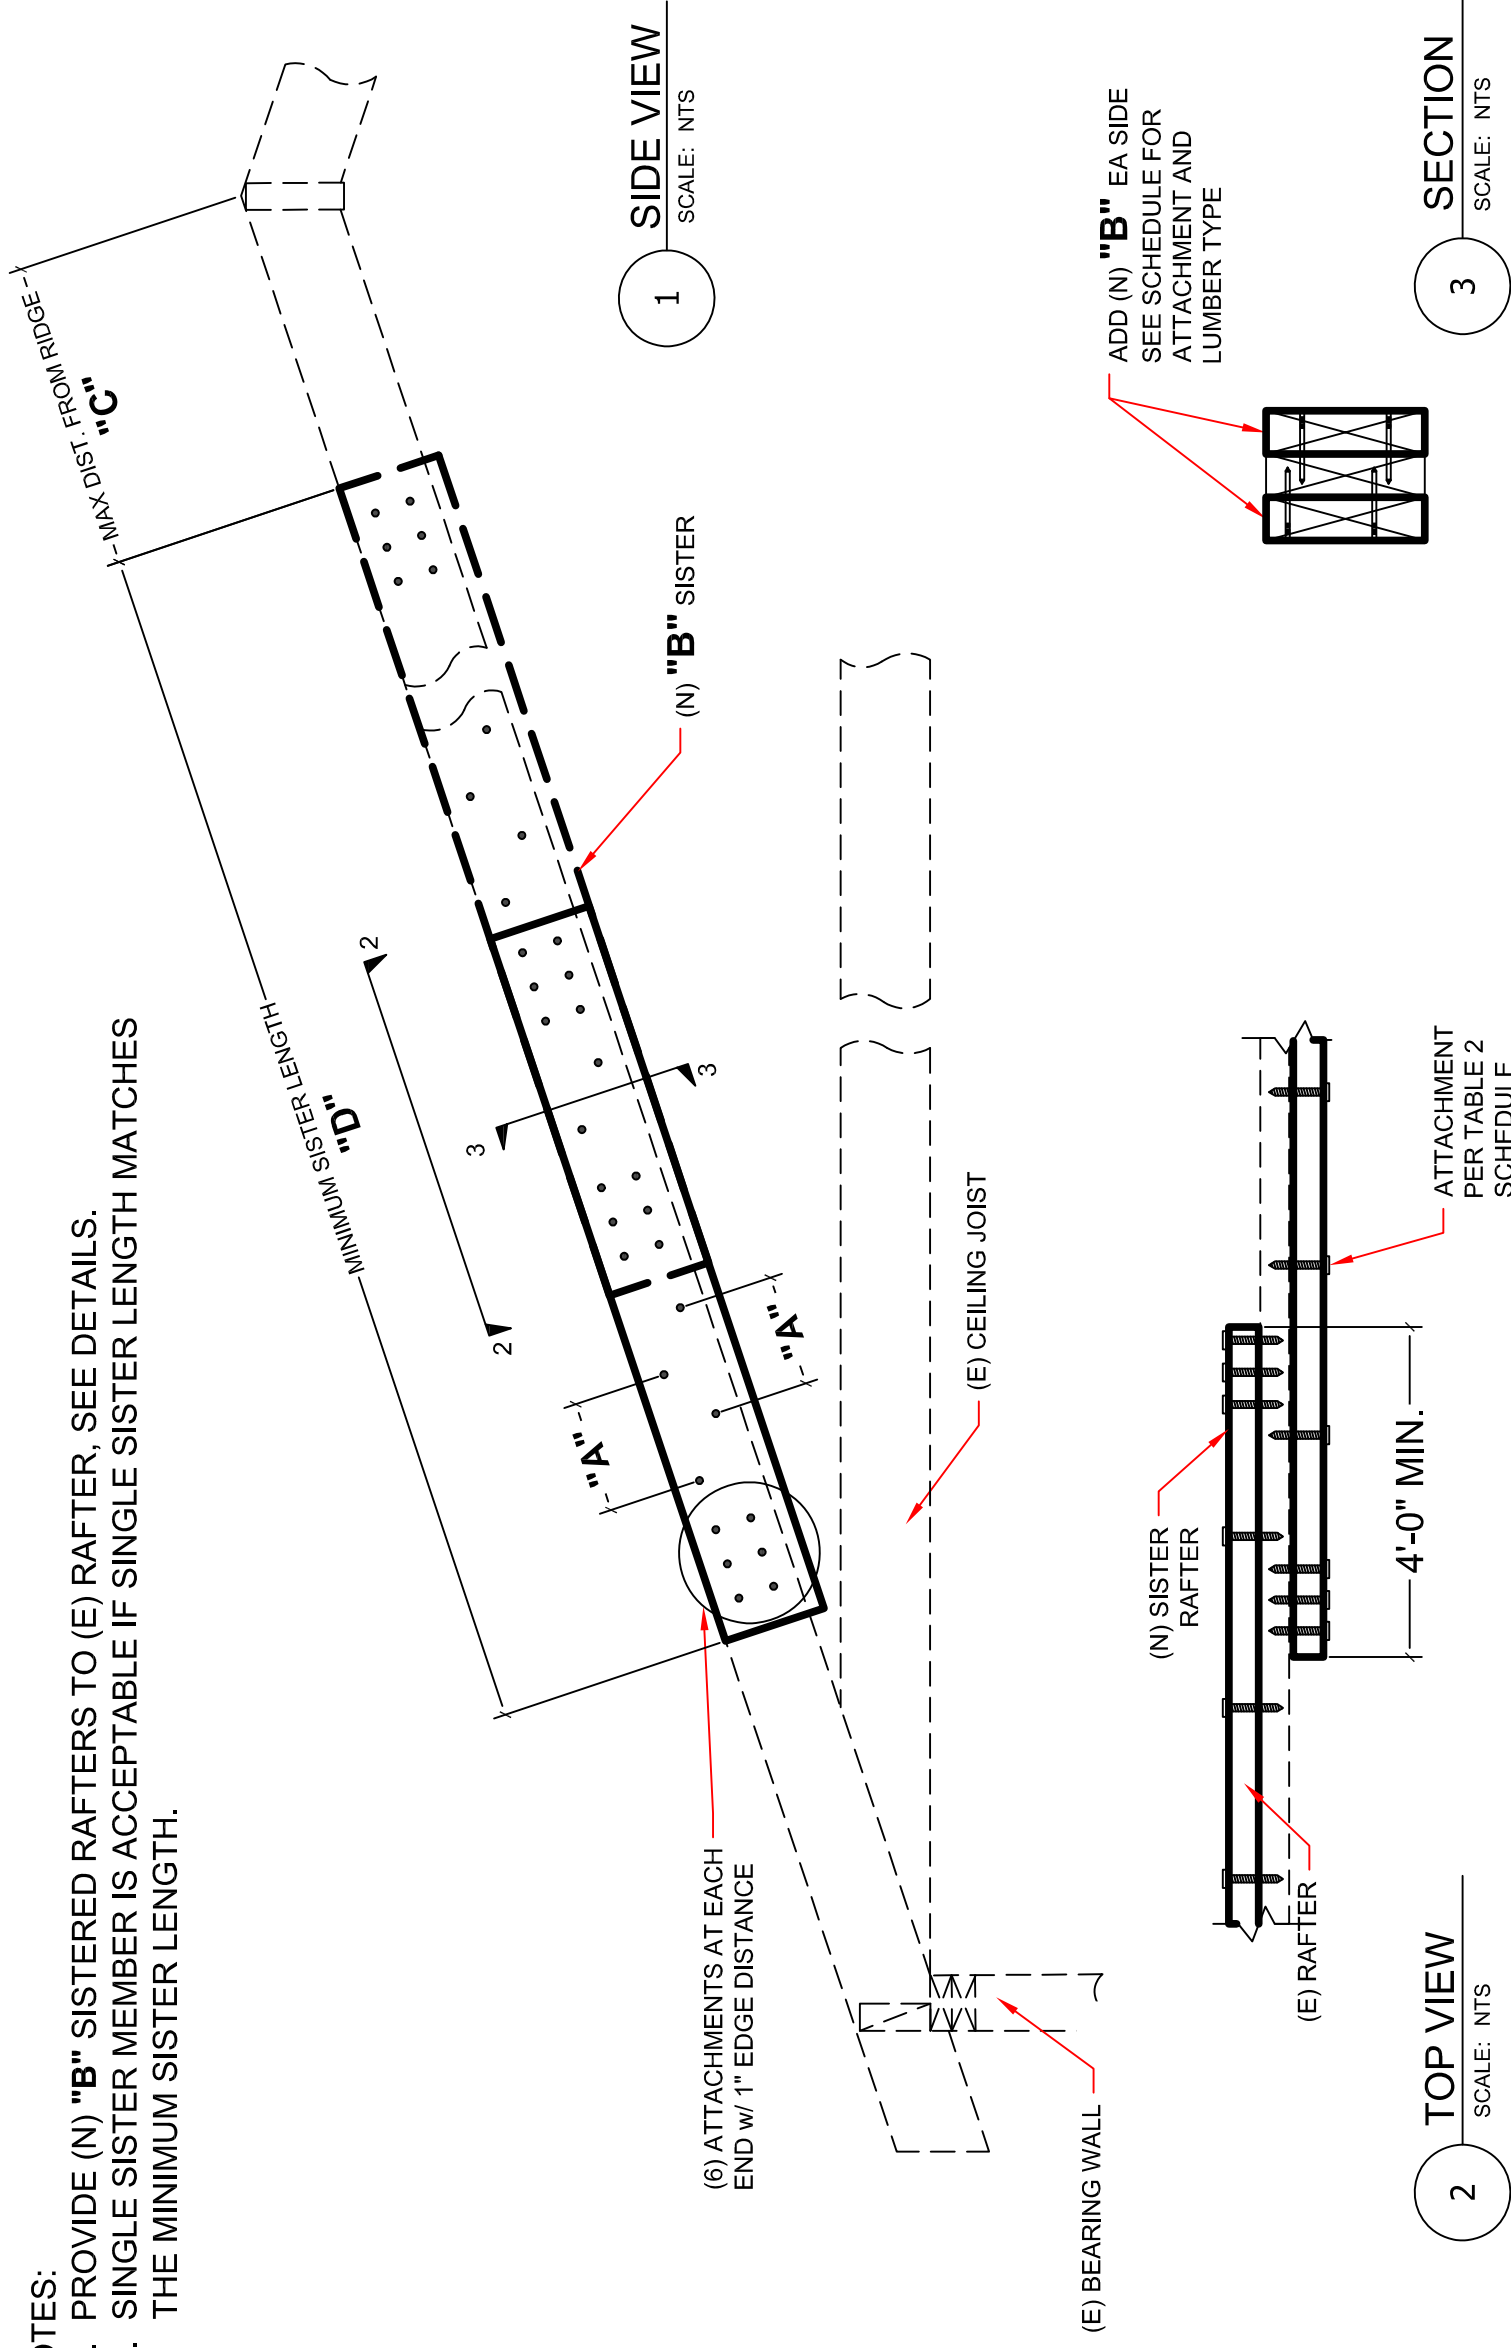 OTES:
. PROVIDE (N) "B" SISTERED RAFTERS TO (E) RAFTER, SEE DETAILS.
. SINGLE SISTER MEMBER IS ACCEPTABLE IF SINGLE SISTER LENGTH MATCHES
THE MINIMUM SISTER LENGTH.
MINIMUM SISTER LENGTH
"D"
MAX DIST. FROM RIDGE
"C"
2
2
3
3
"A"
"A"
(6) ATTACHMENTS AT EACH
END w/ 1" EDGE DISTANCE
(N) "B" SISTER
(E) CEILING JOIST
(E) BEARING WALL
1
SIDE VIEW
SCALE: NTS
(N) SISTER
RAFTER
(E) RAFTER
4'-0" MIN.
ATTACHMENT
PER TABLE 2
SCHEDULE
2
TOP VIEW
SCALE: NTS
ADD (N) "B" EA SIDE
SEE SCHEDULE FOR
ATTACHMENT AND
LUMBER TYPE
3
SECTION
SCALE: NTS